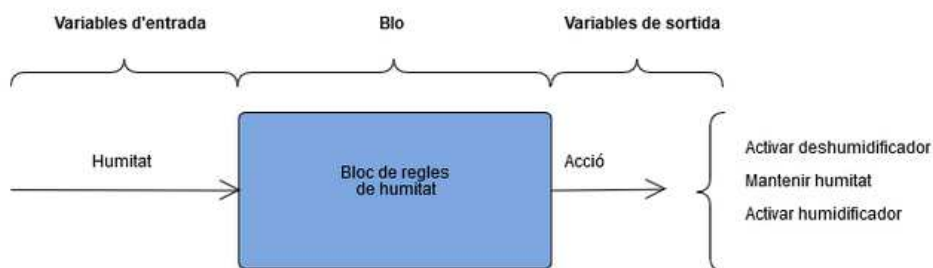 Variables d'entrada
Blo
Variables de sortida
Humitat
Bloc de regles
de humitat
Acció
Activar deshumidificador
Mantenir humitat
Activar humidificador